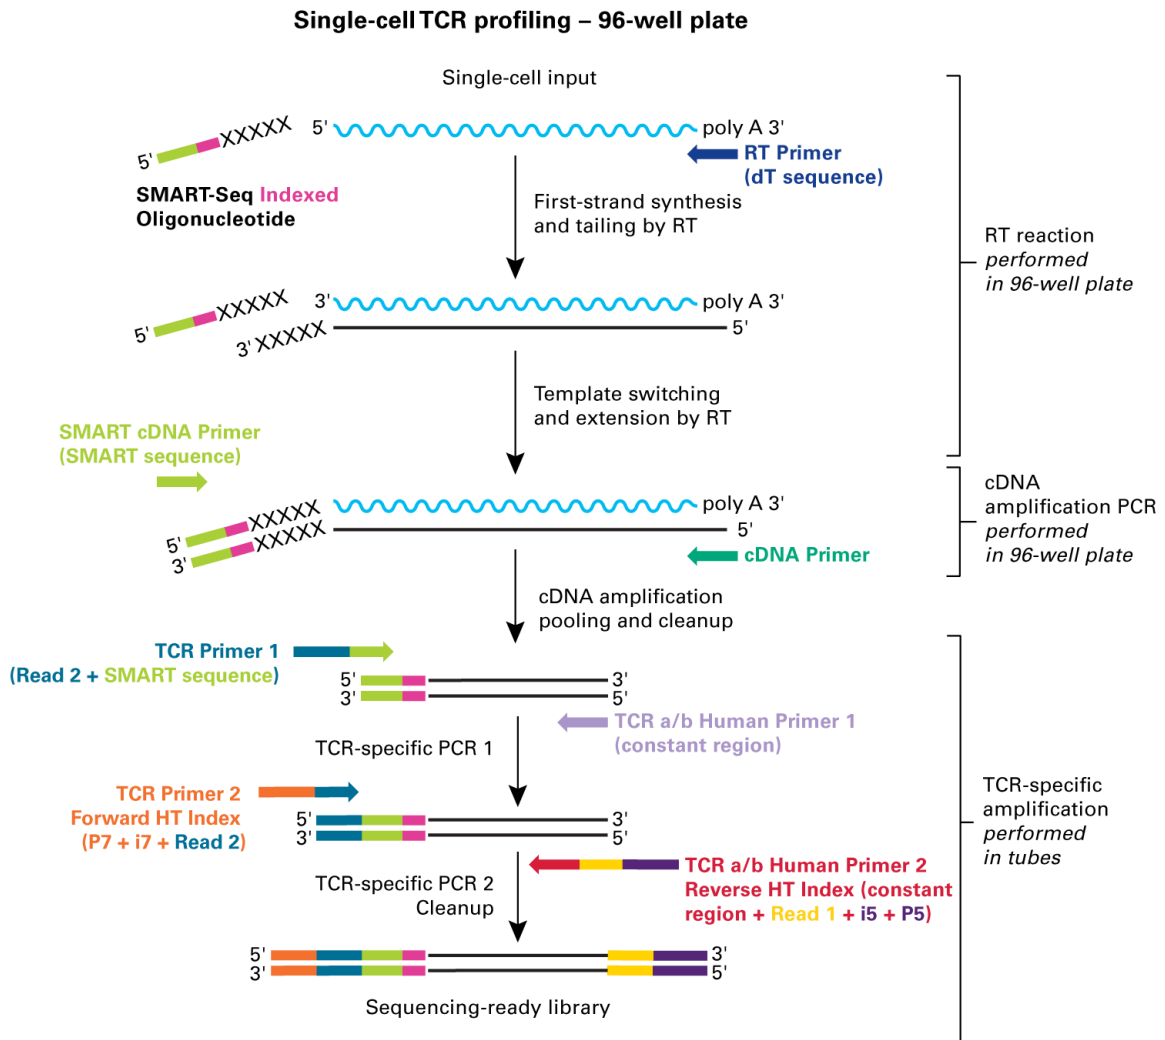 Single-cell TCR profiling – 96-well plate
Single-cell input
5' XXXXX
5' poly A 3'
RT Primer
(dT sequence)
SMART-Seq Indexed
Oligonucleotide
First-strand synthesis
and tailing by RT
RT reaction
performed
in 96-well plate
5' XXXXX
3' poly A 3'
3' XXXXX 5'
Template switching
and extension by RT
SMART cDNA Primer
(SMART sequence)
5' XXXXX poly A 3'
3' XXXXX 5'
cDNA Primer
cDNA
amplification PCR
performed
in 96-well plate
cDNA amplification
pooling and cleanup
TCR Primer 1
(Read 2 + SMART sequence)
5' 3'
3' 5'
TCR a/b Human Primer 1
(constant region)
TCR-specific PCR 1
TCR Primer 2
Forward HT Index
(P7 + i7 + Read 2)
5' 3'
3' 5'
TCR-specific
amplification
performed
in tubes
TCR a/b Human Primer 2
Reverse HT Index (constant
region + Read 1 + i5 + P5)
TCR-specific PCR 2
Cleanup
5' 3'
3' 5'
Sequencing-ready library